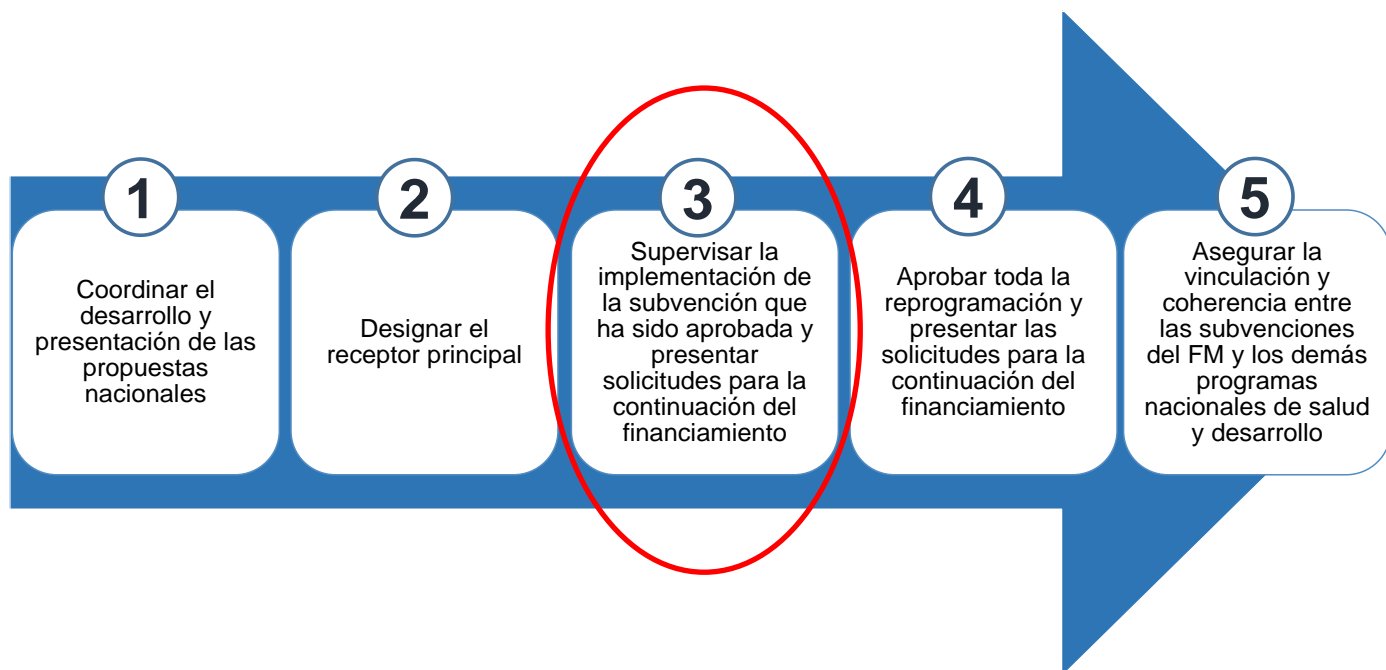 1
Coordinar el
desarrollo y
presentación de las
propuestas
nacionales
2
Designar el
receptor principal
3
Supervisar la
implementación de
la subvención que
ha sido aprobada y
presentar
solicitudes para la
continuación del
financiamiento
4
Aprobar toda la
reprogramación y
presentar las
solicitudes para la
continuación del
financiamiento
5
Asegurar la
vinculación y
coherencia entre
las subvenciones
del FM y los demás
programas
nacionales de salud
y desarrollo